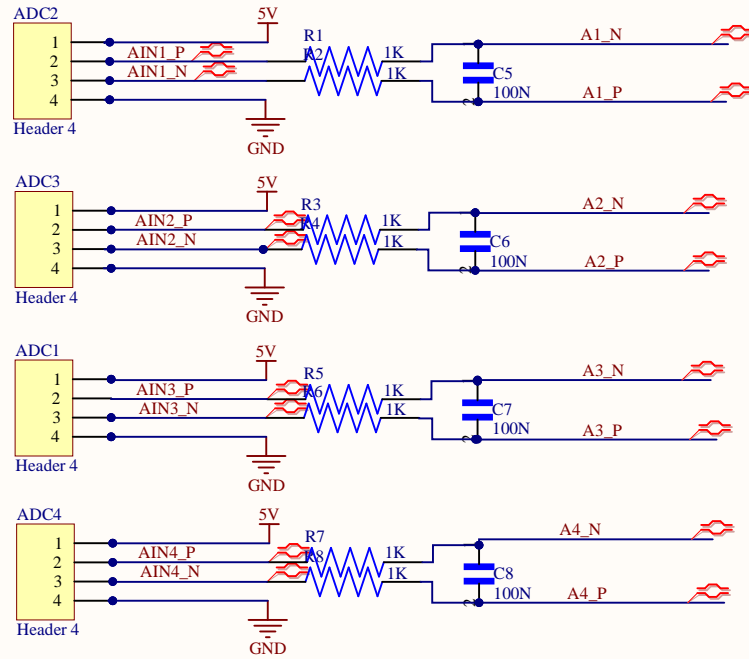 ADC2
5V
1
2
3
4
AIN1_P
AIN1_N
R1
R2
1K
1K
A1_N
C5
100N
2
A1_P
Header 4
GND
ADC3
5V
1
2
3
4
AIN2_P
AIN2_N
R3
R4
1K
1K
A2_N
C6
100N
2
A2_P
Header 4
GND
ADC1
5V
1
2
3
4
AIN3_P
AIN3_N
R5
R6
1K
1K
A3_N
C7
100N
2
A3_P
Header 4
GND
ADC4
5V
1
2
3
4
AIN4_P
AIN4_N
R7
R8
1K
1K
A4_N
C8
100N
2
A4_P
Header 4
GND